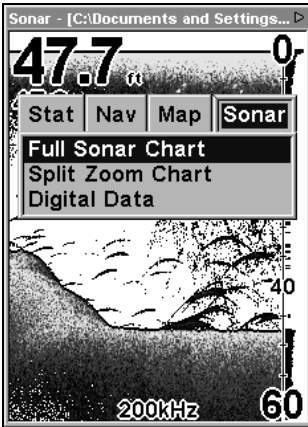 Sonar - [C:\Documents and Settings...
47.7 ft 0
Stat Nav Map Sonar
Full Sonar Chart
Split Zoom Chart
Digital Data
40
200kHz 60